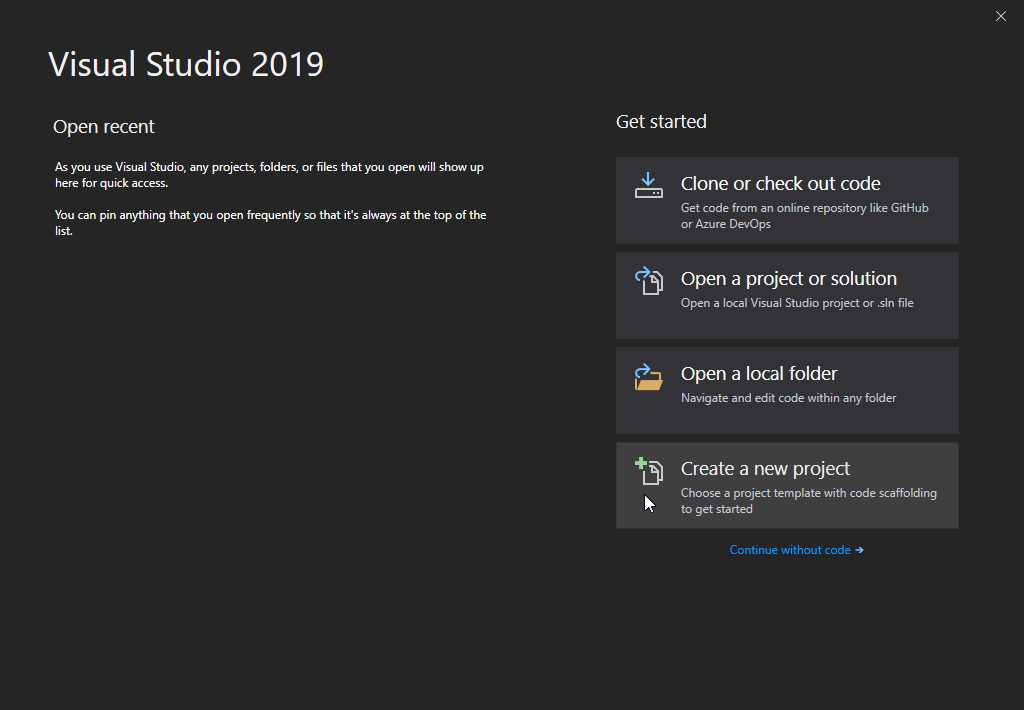 Visual Studio 2019
Open recent
As you use Visual Studio, any projects, folders, or files that you open will show up
here for quick access.
You can pin anything that you open frequently so that it's always at the top of the
list.
Get started
Clone or check out code
Get code from an online repository like GitHub
or Azure DevOps
Open a project or solution
Open a local Visual Studio project or .sln file
Open a local folder
Navigate and edit code within any folder
Create a new project
Choose a project template with code scaffolding
to get started
Continue without code →